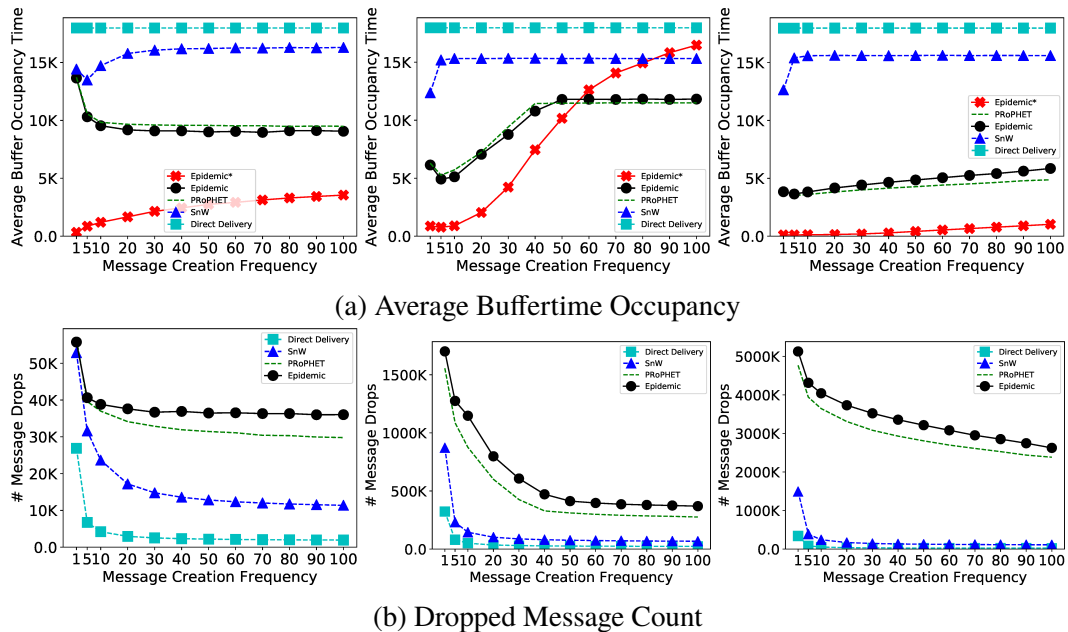 Average Buffer Occupancy Time
15K
10K
5K
0.0
Epidemic*
Epidemic
PRoPHET
SnW
Direct Delivery
1 5 10 20 30 40 50 60 70 80 90 100
Message Creation Frequency
Average Buffer Occupancy Time
15K
10K
5K
0.0
Epidemic*
Epidemic
PRoPHET
SnW
Direct Delivery
1 5 10 20 30 40 50 60 70 80 90 100
Message Creation Frequency
Average Buffer Occupancy Time
15K
10K
5K
0.0
Epidemic*
PRoPHET
Epidemic
SnW
Direct Delivery
1 5 10 20 30 40 50 60 70 80 90 100
Message Creation Frequency
(a) Average Buffertime Occupancy
# Message Drops
50K
40K
30K
20K
10K
0.0
Direct Delivery
SnW
PRoPHET
Epidemic
1 5 10 20 30 40 50 60 70 80 90 100
Message Creation Frequency
# Message Drops
1500K
1000K
500K
0.0
Direct Delivery
SnW
PRoPHET
Epidemic
1 5 10 20 30 40 50 60 70 80 90 100
Message Creation Frequency
# Message Drops
5000K
4000K
3000K
2000K
1000K
0.0
Direct Delivery
SnW
PRoPHET
Epidemic
1 5 10 20 30 40 50 60 70 80 90 100
Message Creation Frequency
(b) Dropped Message Count